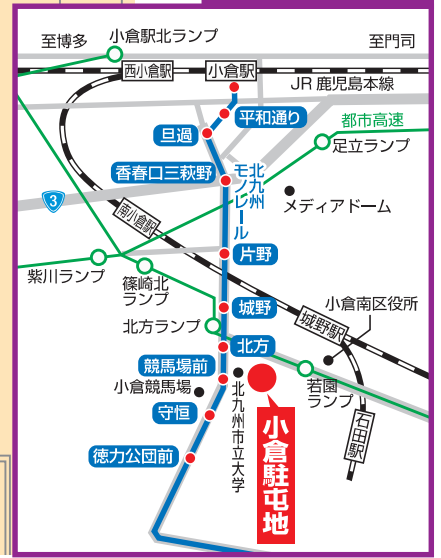 至博多
小倉駅北ランプ
至門司
西小倉駅
小倉駅
JR 鹿児島本線
平和通り
都市高速
旦過
足立ランプ
香春口三萩野
北九州
モノレール
3
メディアドーム
南小倉駅
片野
紫川ランプ
篠崎北
ランプ
城野
小倉南区役所
城野駅
北方ランプ
北方
競馬場前
小倉競馬場
北九州市立大学
若園
ランプ
守恒
小倉駐屯地
石田駅
徳力公団前